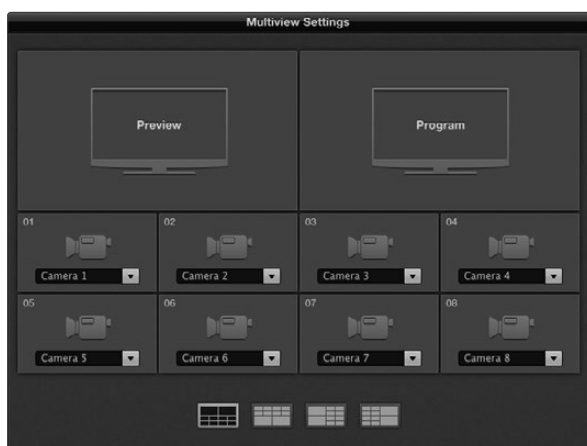 Multiview Settings
Preview
Program
01
02
03
04
Camera 1
Camera 2
Camera 3
Camera 4
05
06
07
08
Camera 5
Camera 6
Camera 7
Camera 8